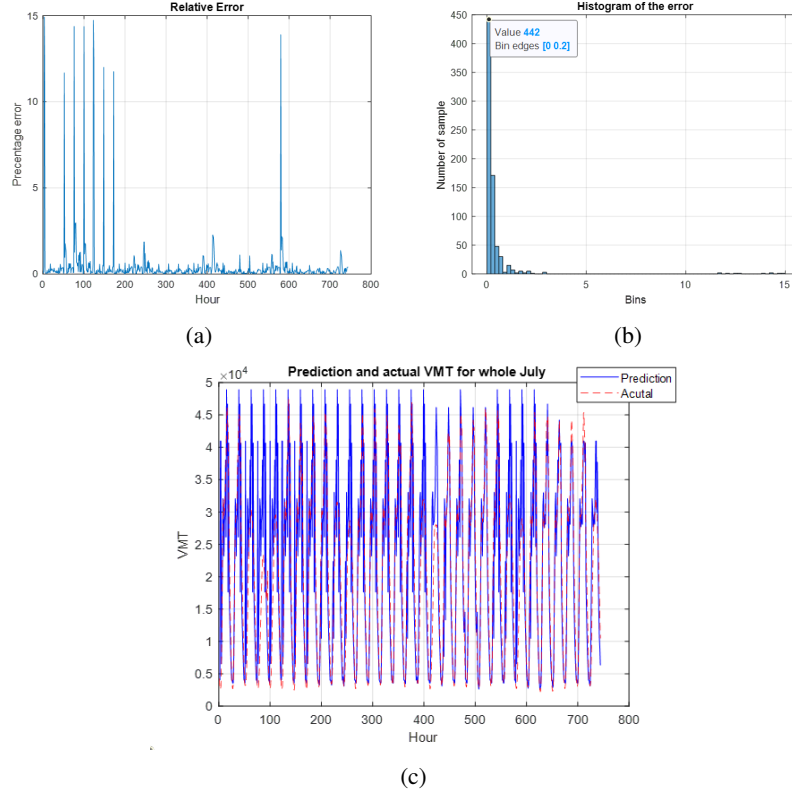 Relative Error
15
10
5
0
Precentage error
0 100 200 300 400 500 600 700 800
Hour
(a)
Histogram of the error
450
400
350
300
250
200
150
100
50
0
Number of sample
Value 442
Bin edges [0 0.2]
0 5 10 15
Bins
(b)
Prediction and actual VMT for whole July
×10⁴
5
4.5
4
3.5
3
2.5
2
1.5
1
0.5
0
VMT
Prediction
Acutal
0 100 200 300 400 500 600 700 800
Hour
(c)